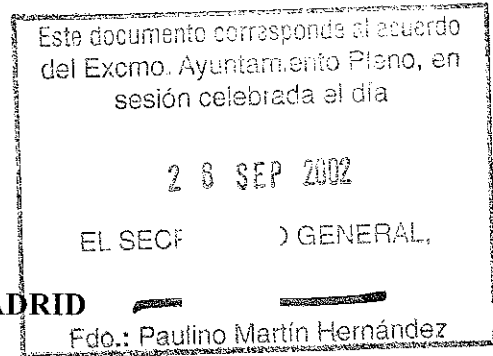 Este documento corresponde al acuerdo
del Excmo. Ayuntamiento Pleno, en
sesión celebrada el día
2 6 SEP 2002
EL SECR O GENERAL,
ADRID
Fdo.: Paulino Martín Hernández